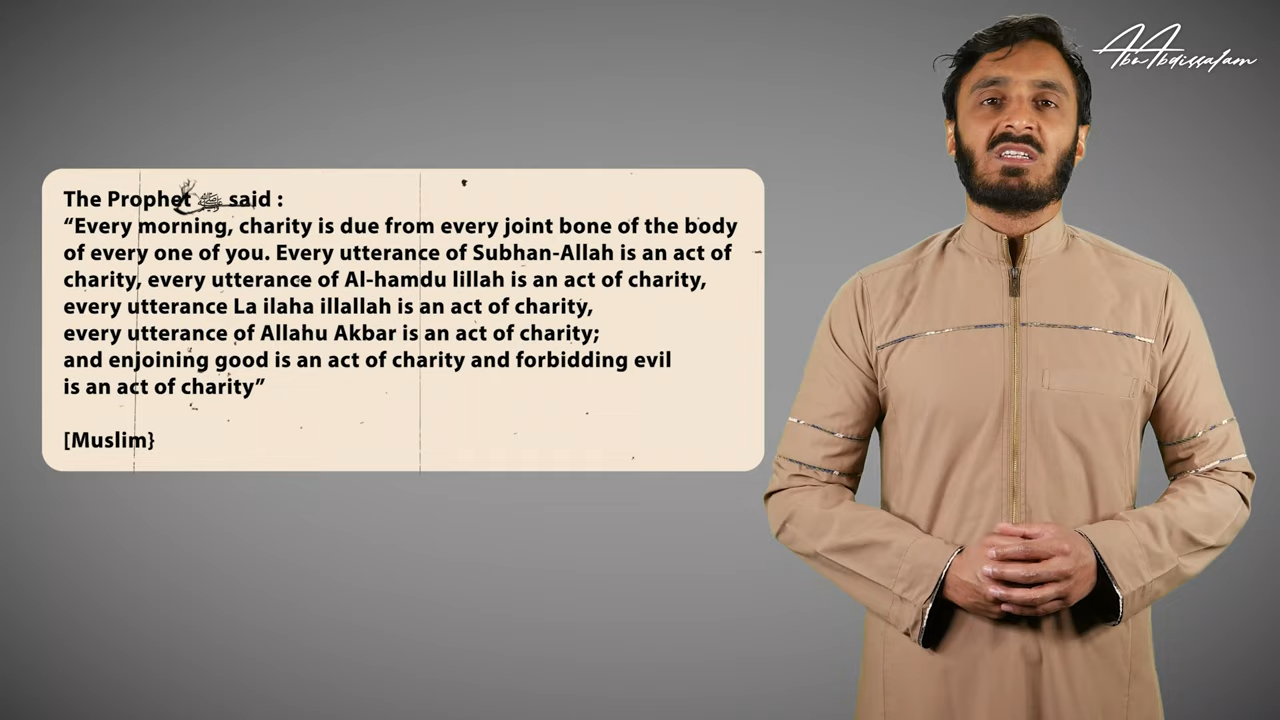 The Prophet ﷺ said :
“Every morning, charity is due from every joint bone of the body
of every one of you. Every utterance of Subhan-Allah is an act of
charity, every utterance of Al-hamdu lillah is an act of charity,
every utterance La ilaha illallah is an act of charity,
every utterance of Allahu Akbar is an act of charity;
and enjoining good is an act of charity and forbidding evil
is an act of charity”
[Muslim}
AbnAbdissalam